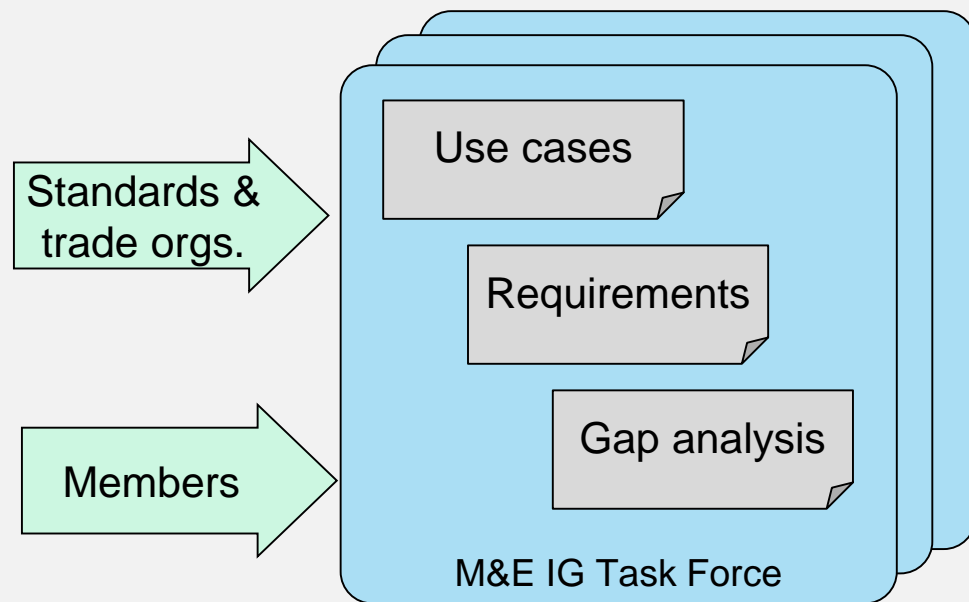 Use cases
Standards &
trade orgs.
Requirements
Gap analysis
Members
M&E IG Task Force